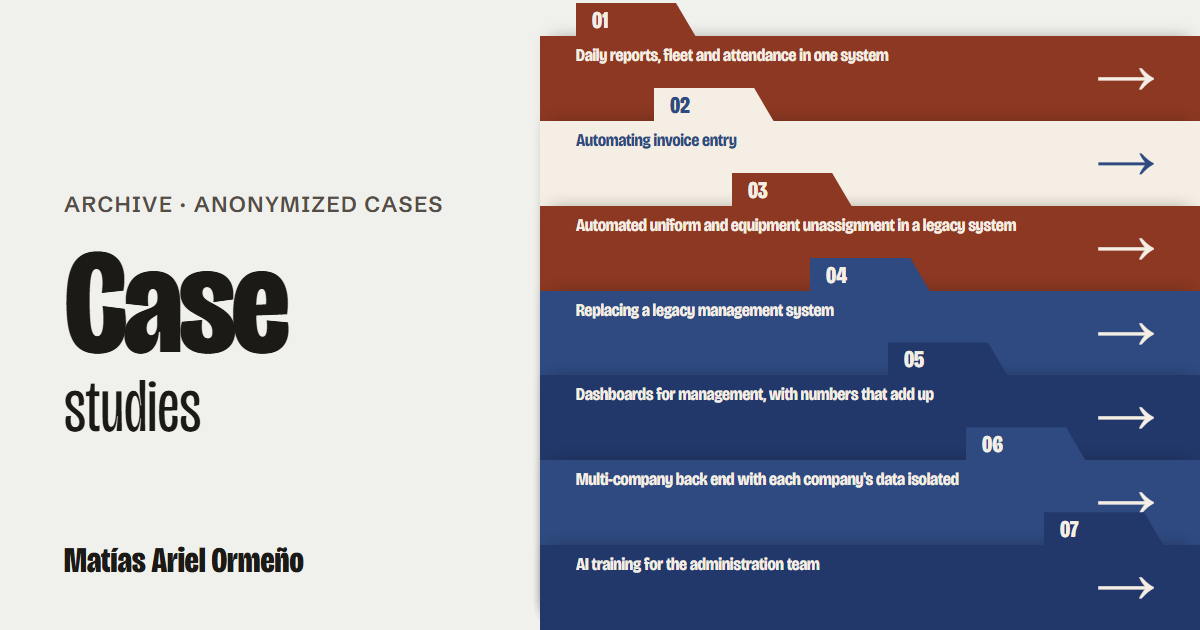 ARCHIVE · ANONYMIZED CASES
Case
studies
Matías Ariel Ormeño
01
Daily reports, fleet and attendance in one system
02
Automating invoice entry
03
Automated uniform and equipment unassignment in a legacy system
04
Replacing a legacy management system
05
Dashboards for management, with numbers that add up
06
Multi-company back end with each company's data isolated
07
AI training for the administration team